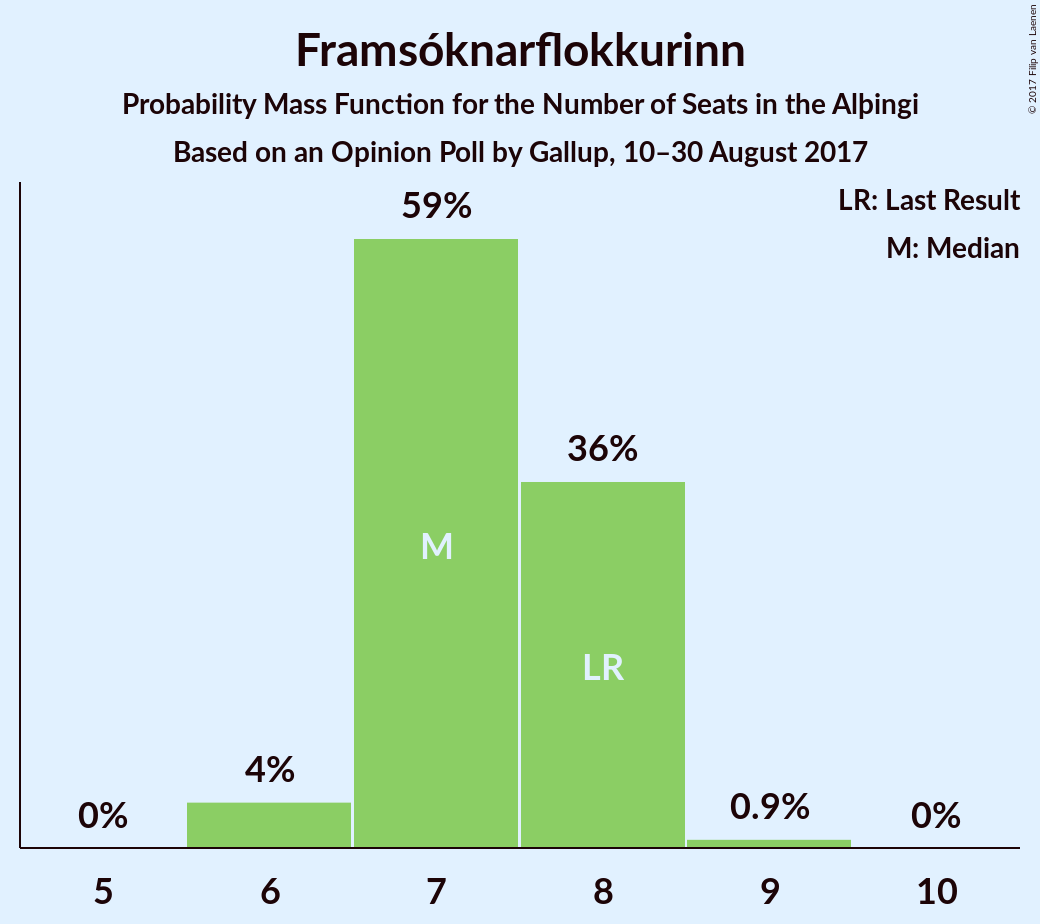 Framsóknarflokkurinn
Probability Mass Function for the Number of Seats in the Alþingi
Based on an Opinion Poll by Gallup, 10–30 August 2017
© 2017 Filip van Laenen
LR: Last Result
M: Median
59%
36%
M
LR
4%
0.9%
0%
0%
5 6 7 8 9 10